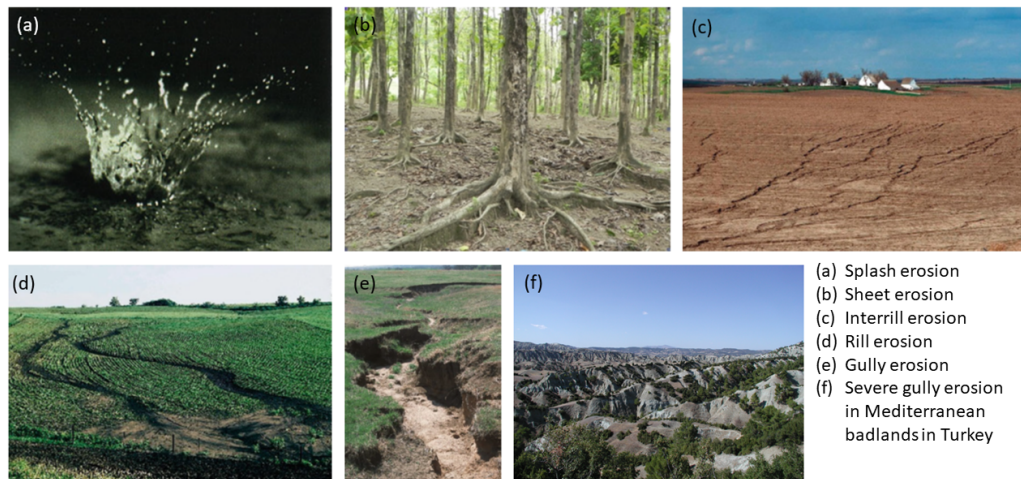 (a)
(b)
(c)
(d)
(e)
(f)
(a) Splash erosion
(b) Sheet erosion
(c) Interrill erosion
(d) Rill erosion
(e) Gully erosion
(f) Severe gully erosion
in Mediterranean
badlands in Turkey